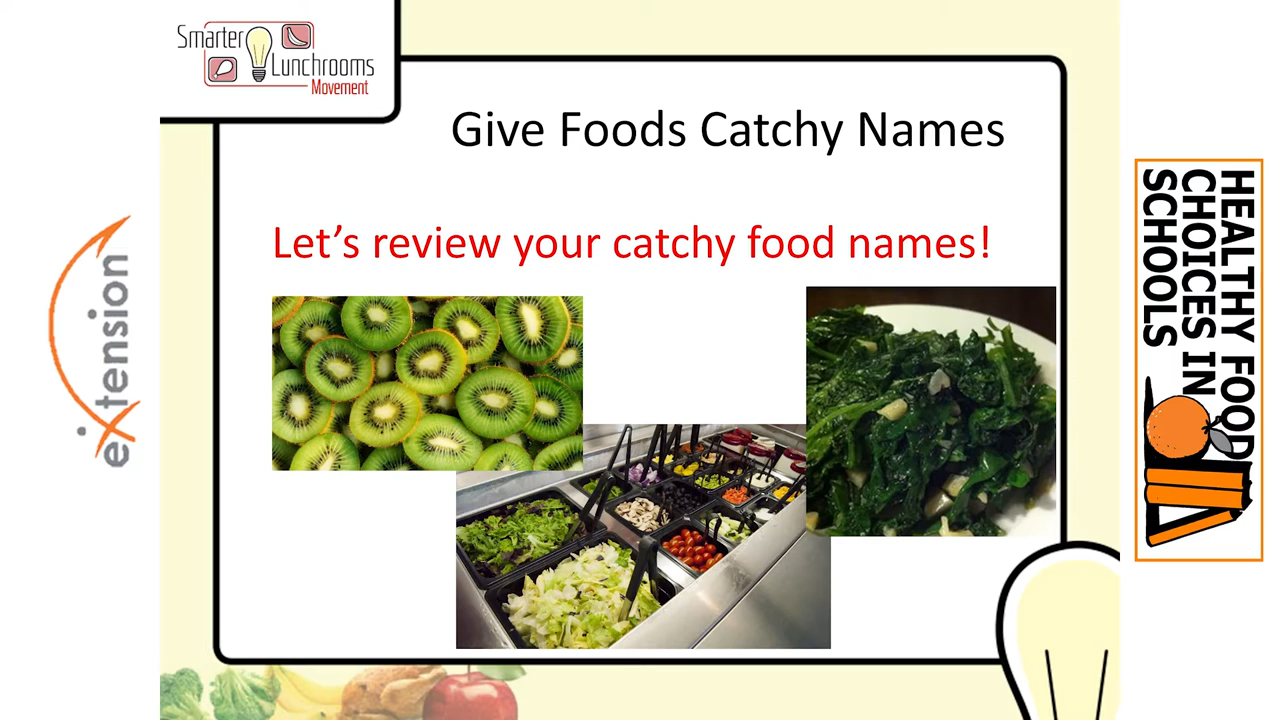 Smarter
Lunchrooms
Movement
Give Foods Catchy Names
Let's review your catchy food names!
eXtension
HEALTHY FOOD
CHOICES IN
SCHOOLS